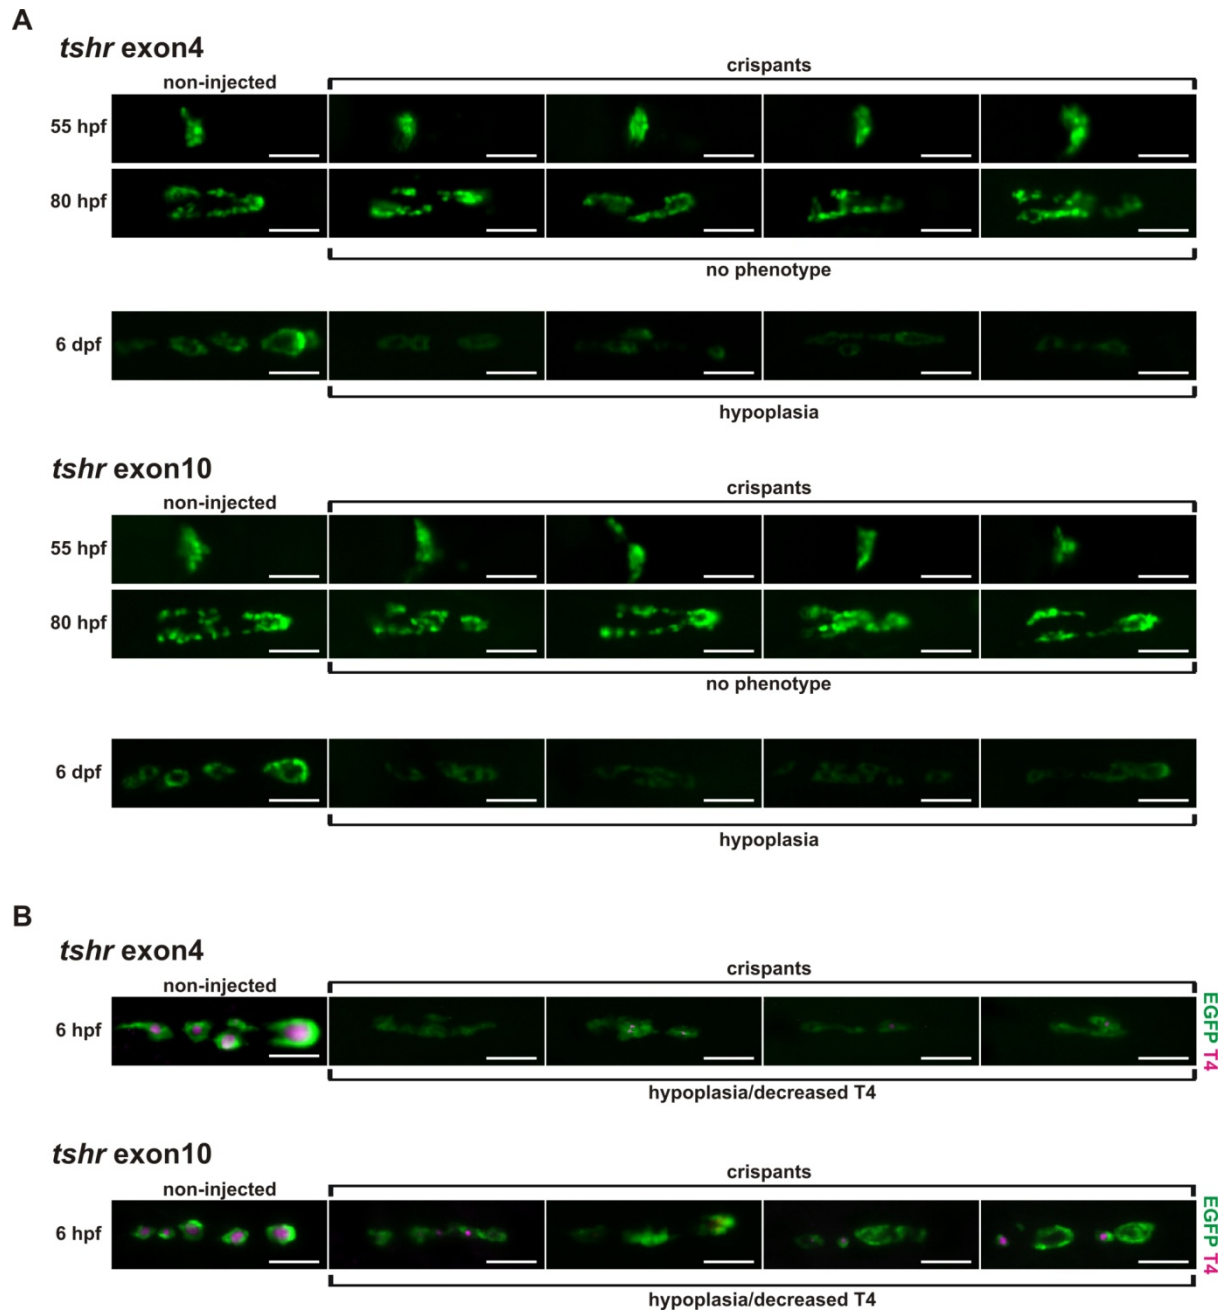 A
tshr exon4
non-injected
crispants
55 hpf
80 hpf
no phenotype
6 dpf
hypoplasia
tshr exon10
non-injected
crispants
55 hpf
80 hpf
no phenotype
6 dpf
hypoplasia
B
tshr exon4
non-injected
crispants
6 hpf
EGFP T4
hypoplasia/decreased T4
tshr exon10
non-injected
crispants
6 hpf
EGFP T4
hypoplasia/decreased T4